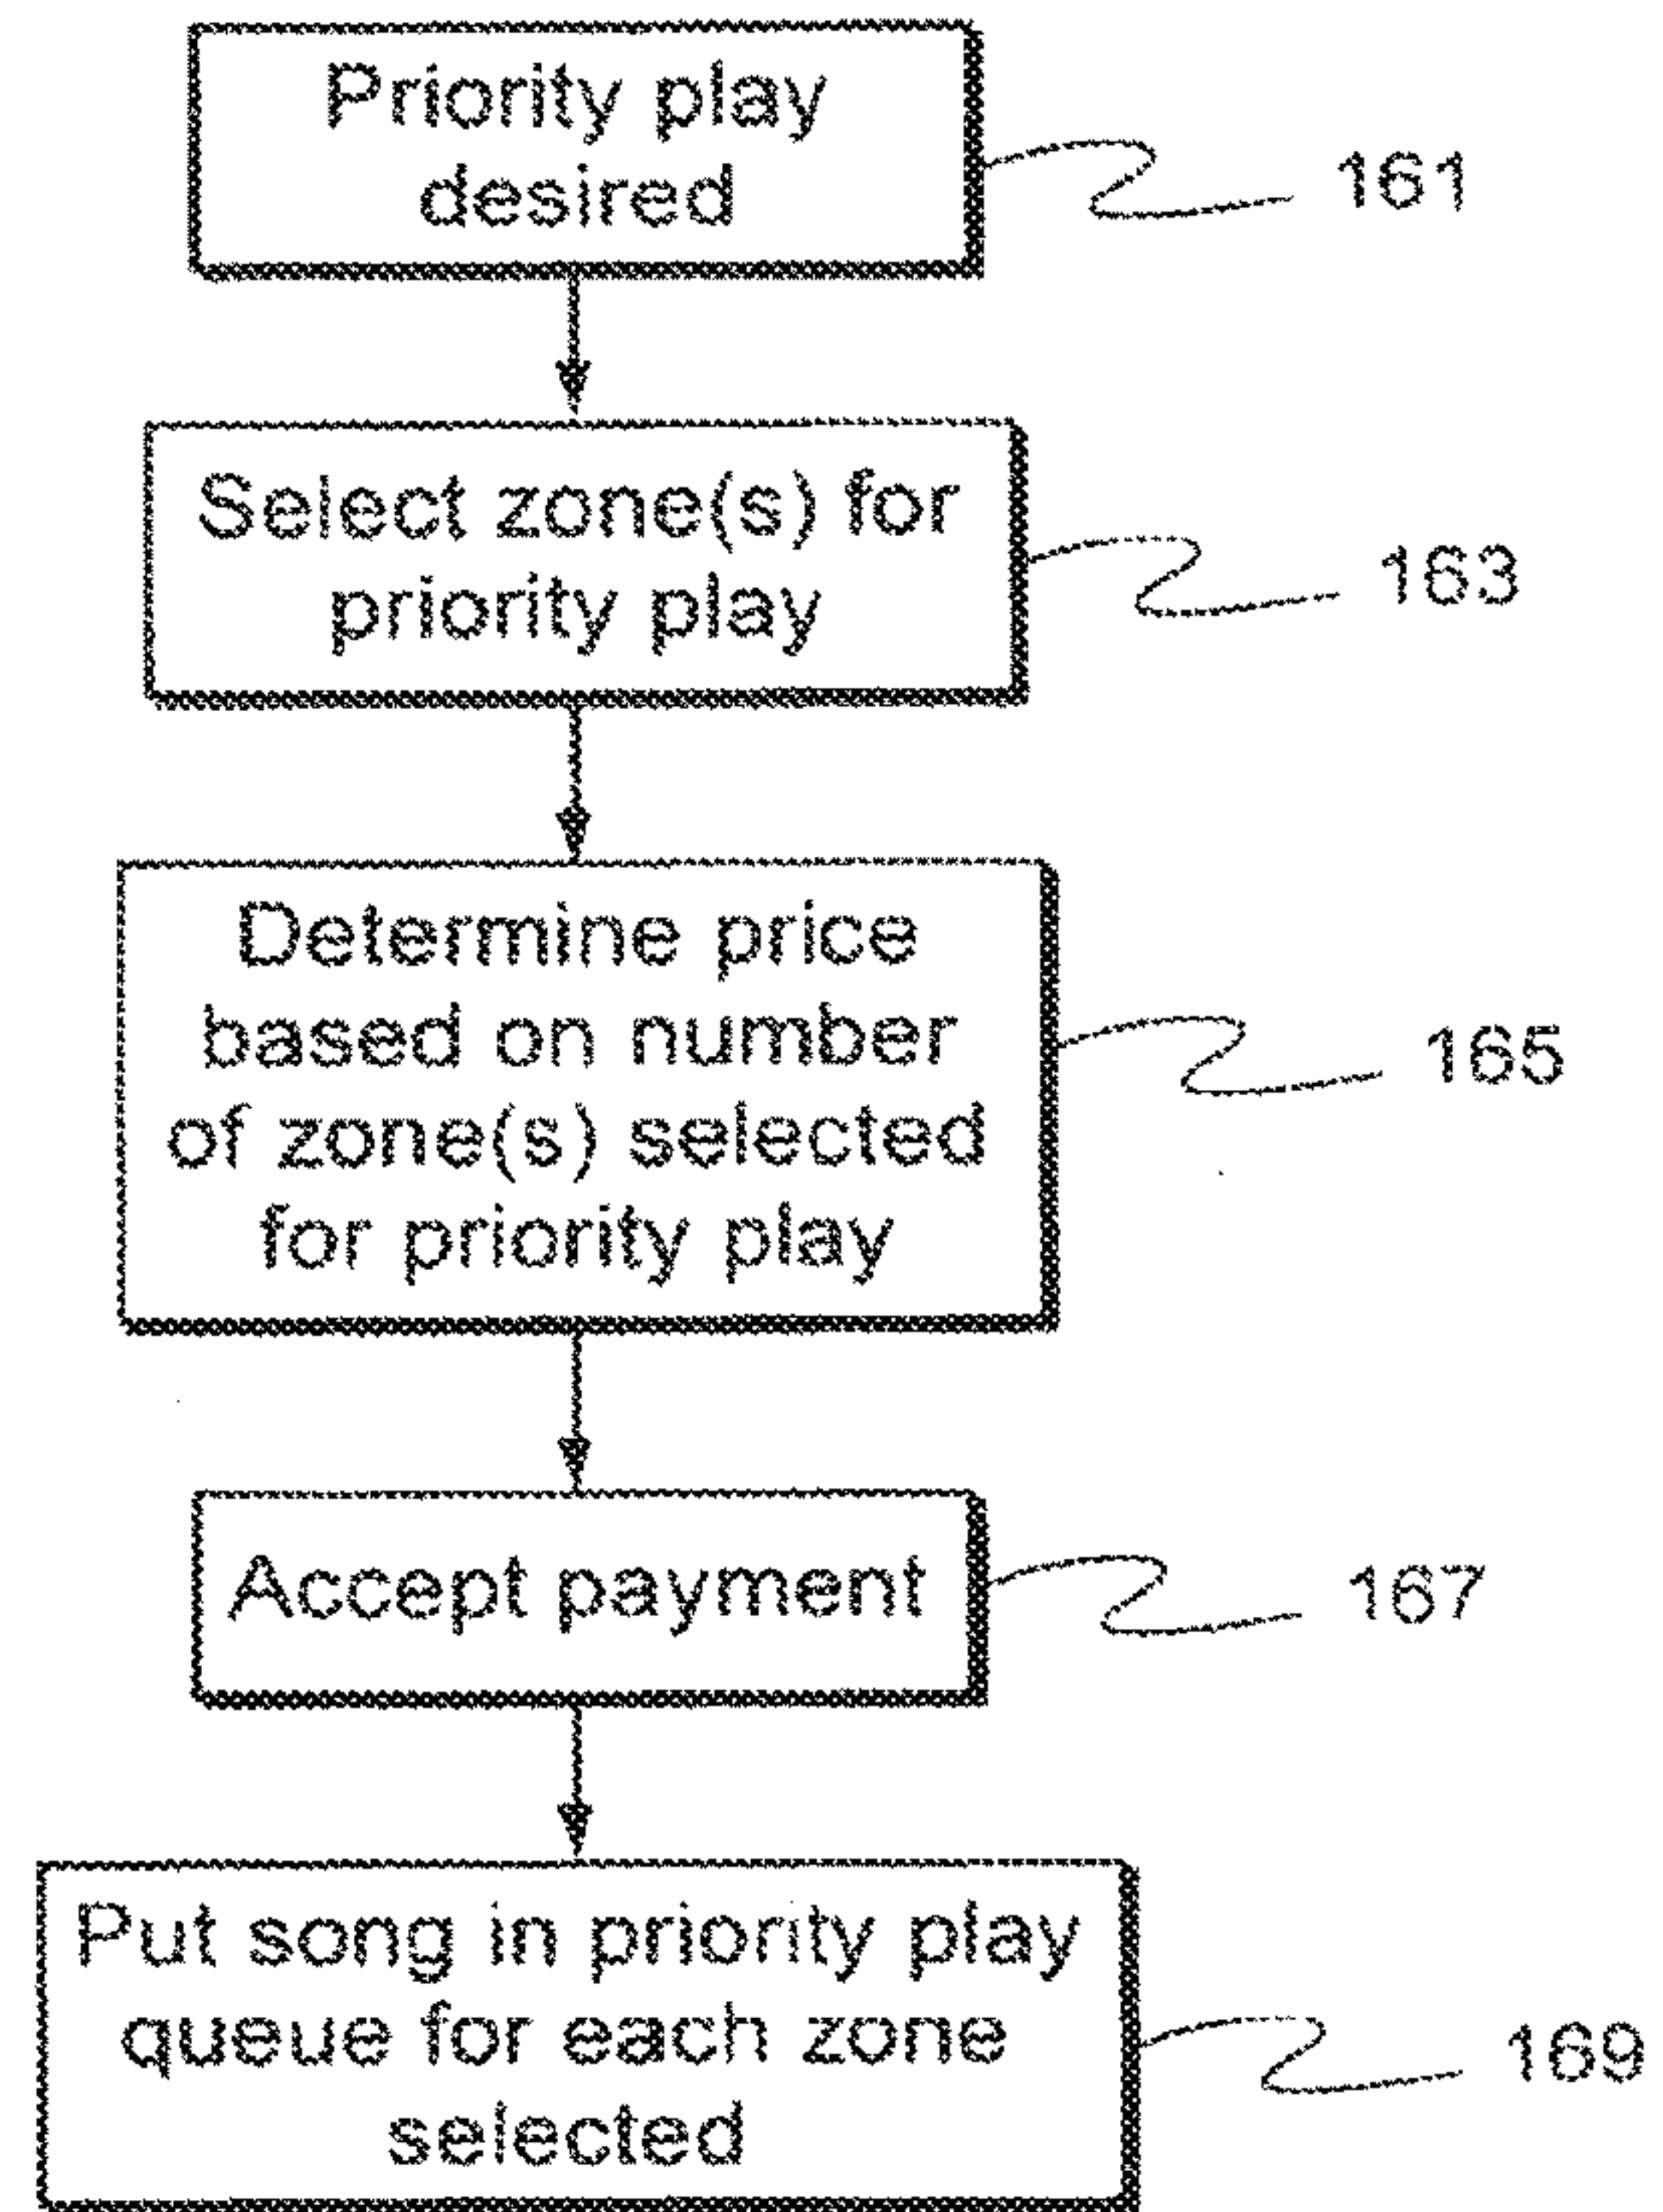 Priority play
desired
161
Select zone(s) for
priority play
163
Determine price
based on number
of zone(s) selected
for priority play
165
Accept payment
167
Put song in priority play
queue for each zone
selected
169